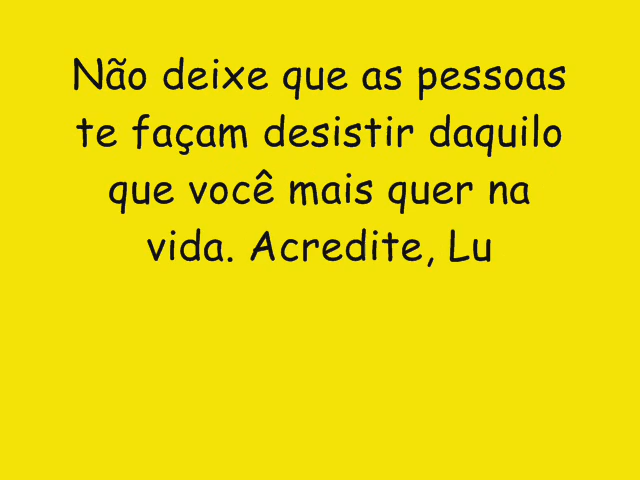 Não deixe que as pessoas
te façam desistir daquilo
que você mais quer na
vida. Acredite, Lu